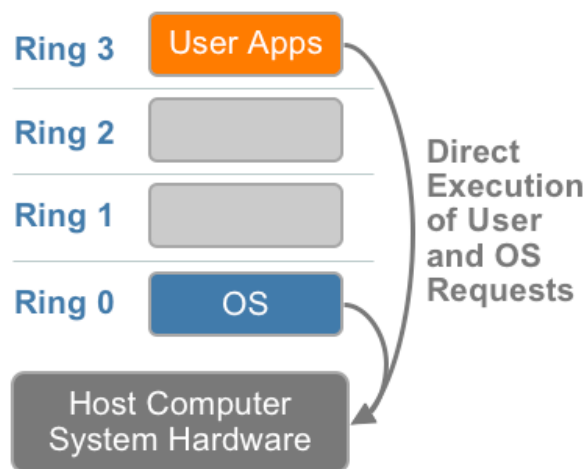 Ring 3
User Apps
Ring 2
Ring 1
Ring 0
OS
Direct
Execution
of User
and OS
Requests
Host Computer
System Hardware